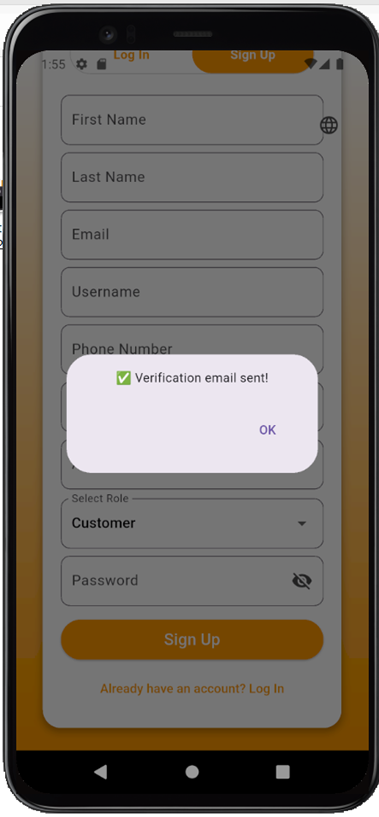 1:55
Log In
Sign Up
First Name
Last Name
Email
Username
Phone Number
✅ Verification email sent!
OK
Select Role
Customer
Password
Sign Up
Already have an account? Log In